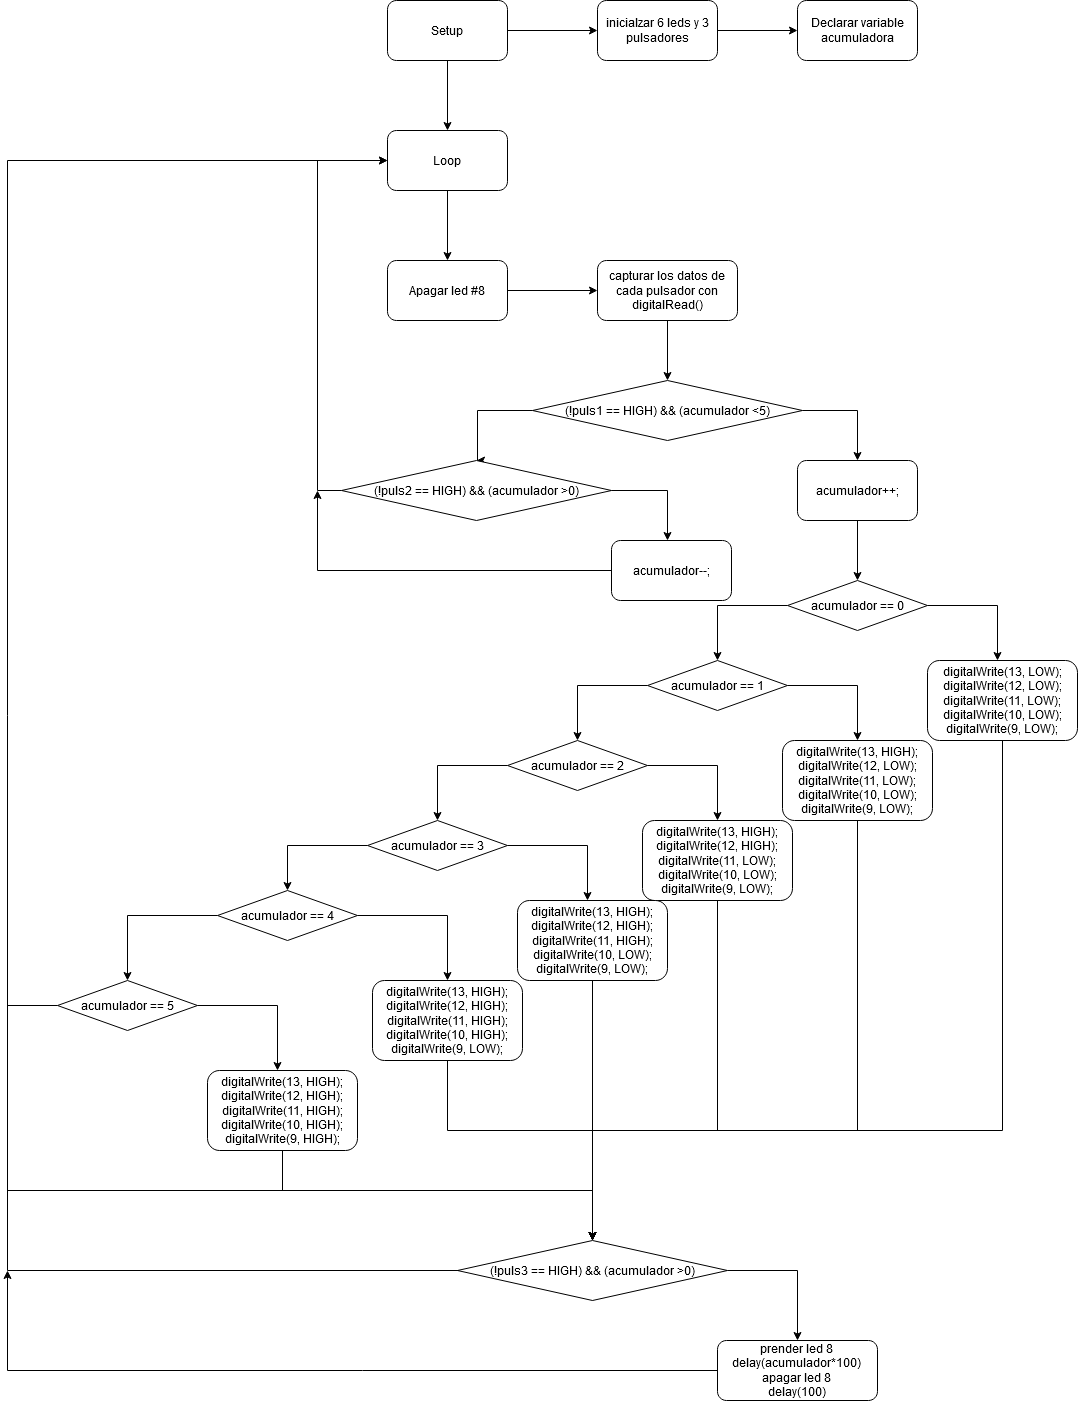 Setup
inicialzar 6 leds y 3
pulsadores
Declarar variable
acumuladora
Loop
Apagar led #8
capturar los datos de
cada pulsador con
digitalRead()
(!puls1 == HIGH) && (acumulador <5)
(!puls2 == HIGH) && (acumulador >0)
acumulador++;
acumulador--;
acumulador == 0
digitalWrite(13, LOW);
digitalWrite(12, LOW);
digitalWrite(11, LOW);
digitalWrite(10, LOW);
digitalWrite(9, LOW);
acumulador == 1
digitalWrite(13, HIGH);
digitalWrite(12, LOW);
digitalWrite(11, LOW);
digitalWrite(10, LOW);
digitalWrite(9, LOW);
acumulador == 2
digitalWrite(13, HIGH);
digitalWrite(12, HIGH);
digitalWrite(11, LOW);
digitalWrite(10, LOW);
digitalWrite(9, LOW);
acumulador == 3
digitalWrite(13, HIGH);
digitalWrite(12, HIGH);
digitalWrite(11, HIGH);
digitalWrite(10, LOW);
digitalWrite(9, LOW);
acumulador == 4
digitalWrite(13, HIGH);
digitalWrite(12, HIGH);
digitalWrite(11, HIGH);
digitalWrite(10, HIGH);
digitalWrite(9, LOW);
acumulador == 5
digitalWrite(13, HIGH);
digitalWrite(12, HIGH);
digitalWrite(11, HIGH);
digitalWrite(10, HIGH);
digitalWrite(9, HIGH);
(!puls3 == HIGH) && (acumulador >0)
prender led 8
delay(acumulador*100)
apagar led 8
delay(100)